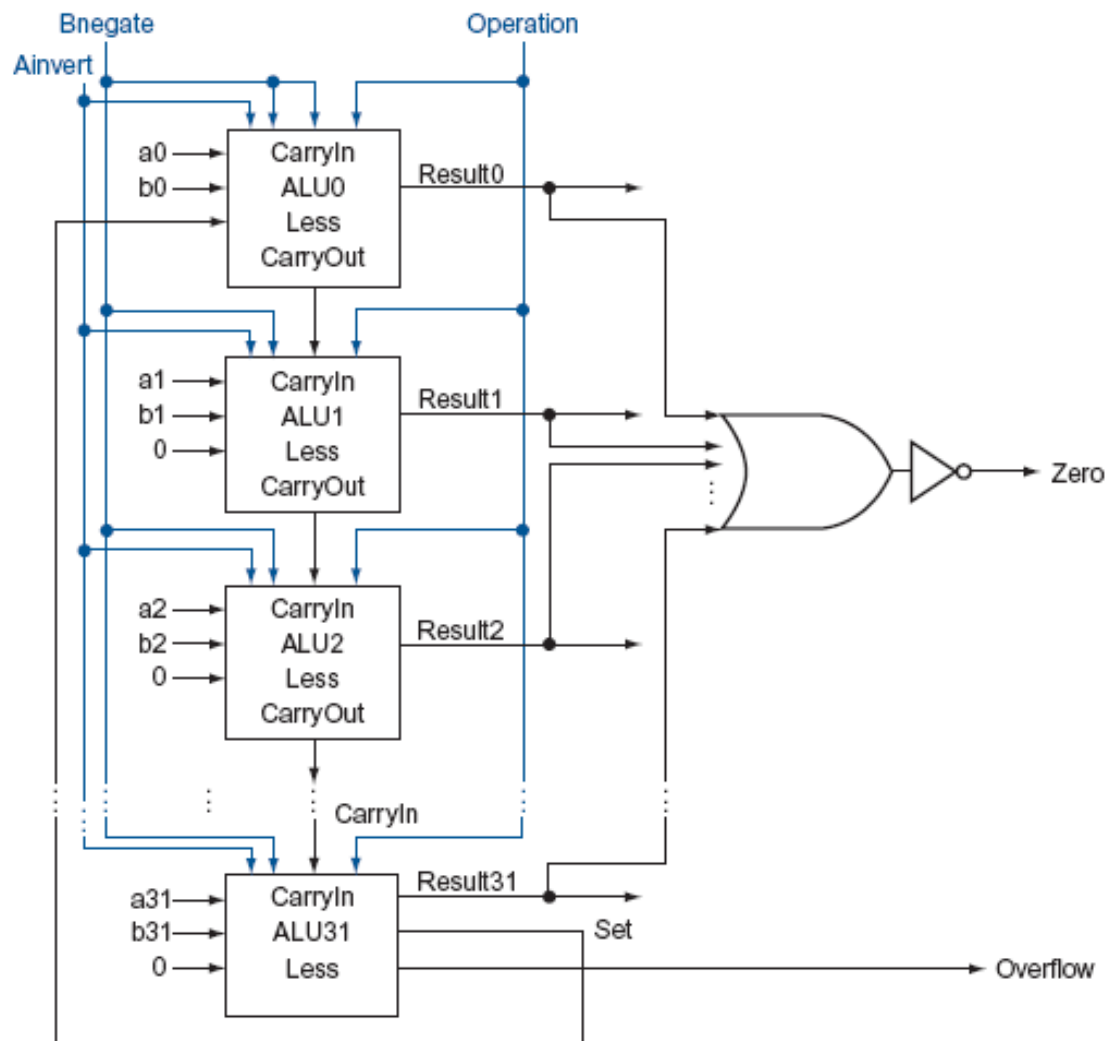 Bnegate
Operation
Ainvert
a0
CarryIn
Result0
b0
ALU0
Less
CarryOut
a1
CarryIn
Result1
b1
ALU1
0
Less
CarryOut
Zero
a2
CarryIn
Result2
b2
ALU2
0
Less
CarryOut
CarryIn
a31
CarryIn
Result31
b31
ALU31
Set
0
Less
Overflow